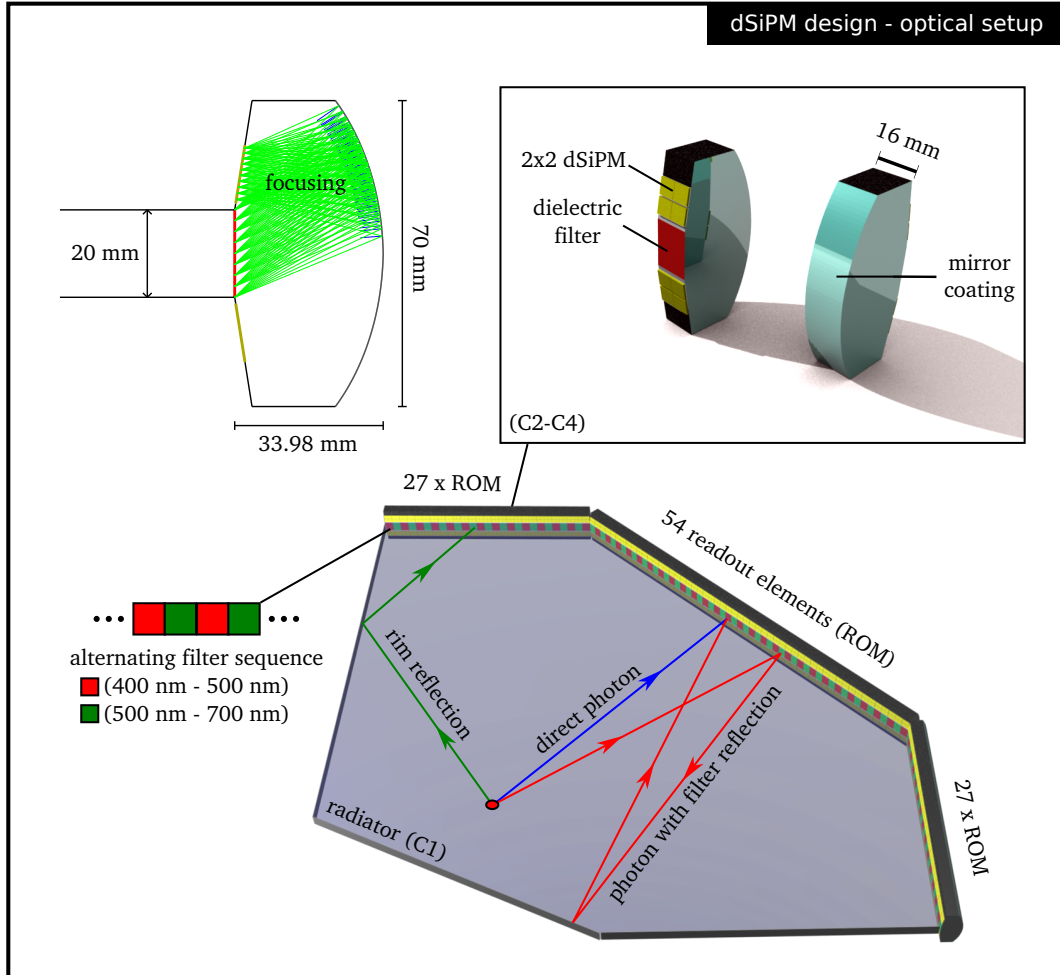 dSiPM design - optical setup
focusing
20 mm
70 mm
33.98 mm
16 mm
2x2 dSiPM
dielectric
filter
mirror
coating
(C2-C4)
27 x ROM
54 readout elements (ROM)
27 x ROM
alternating filter sequence
(400 nm - 500 nm)
(500 nm - 700 nm)
rim reflection
direct photon
photon with filter reflection
radiator (C1)